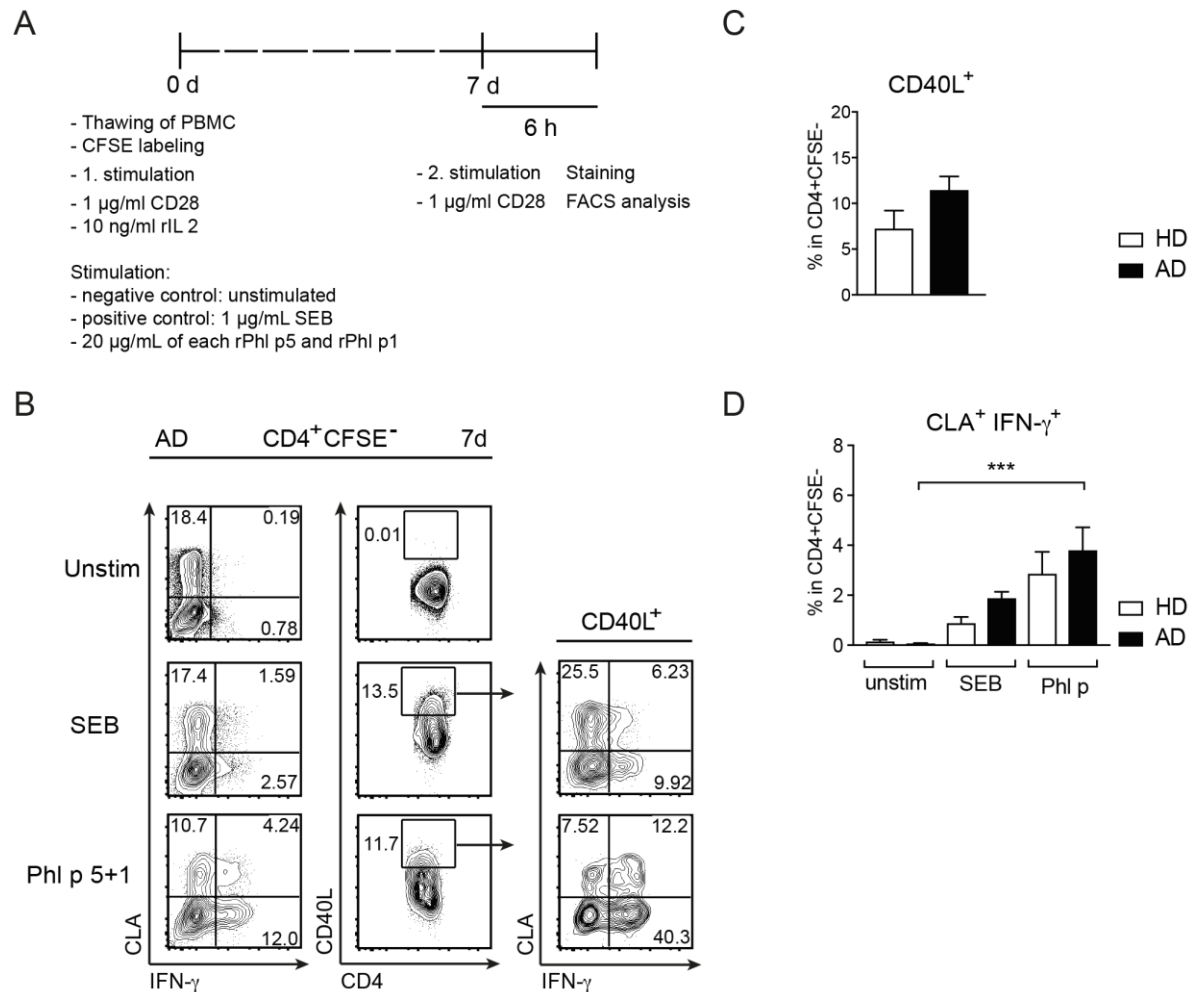 A
0 d
7 d
6 h
- Thawing of PBMC
- CFSE labeling
- 1. stimulation
- 1 µg/ml CD28
- 10 ng/ml rIL 2
- 2. stimulation
- 1 µg/ml CD28
Staining
FACS analysis
Stimulation:
- negative control: unstimulated
- positive control: 1 µg/mL SEB
- 20 µg/mL of each rPhl p5 and rPhl p1
C
CD40L+
20
15
10
5
0
% in CD4+CFSE-
HD
AD
B
AD CD4+CFSE- 7d
Unstim
18.4 0.19
0.78
0.01
SEB
17.4 1.59
2.57
13.5
CD40L+
25.5 6.23
9.92
Phl p 5+1
10.7 4.24
12.0
11.7
7.52 12.2
40.3
CLA
IFN-γ
CD40L
CD4
CLA
IFN-γ
D
CLA+ IFN-γ+
***
8
6
4
2
0
% in CD4+CFSE-
unstim SEB Phl p
HD
AD